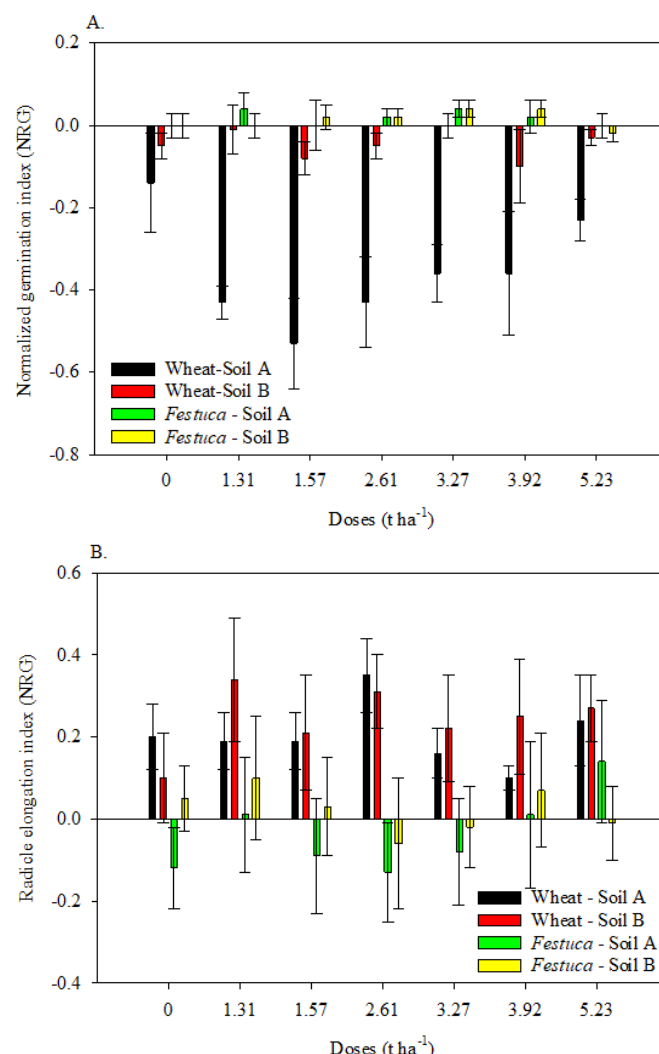 A.
Normalized germination index (NRG)
0.2
0.0
-0.2
-0.4
-0.6
-0.8
Wheat-Soil A
Wheat-Soil B
Festuca - Soil A
Festuca - Soil B
0 1.31 1.57 2.61 3.27 3.92 5.23
Doses (t ha⁻¹)
B.
Radicle elongation index (NRG)
0.6
0.4
0.2
0.0
-0.2
-0.4
Wheat - Soil A
Wheat - Soil B
Festuca - Soil A
Festuca - Soil B
0 1.31 1.57 2.61 3.27 3.92 5.23
Doses (t ha⁻¹)